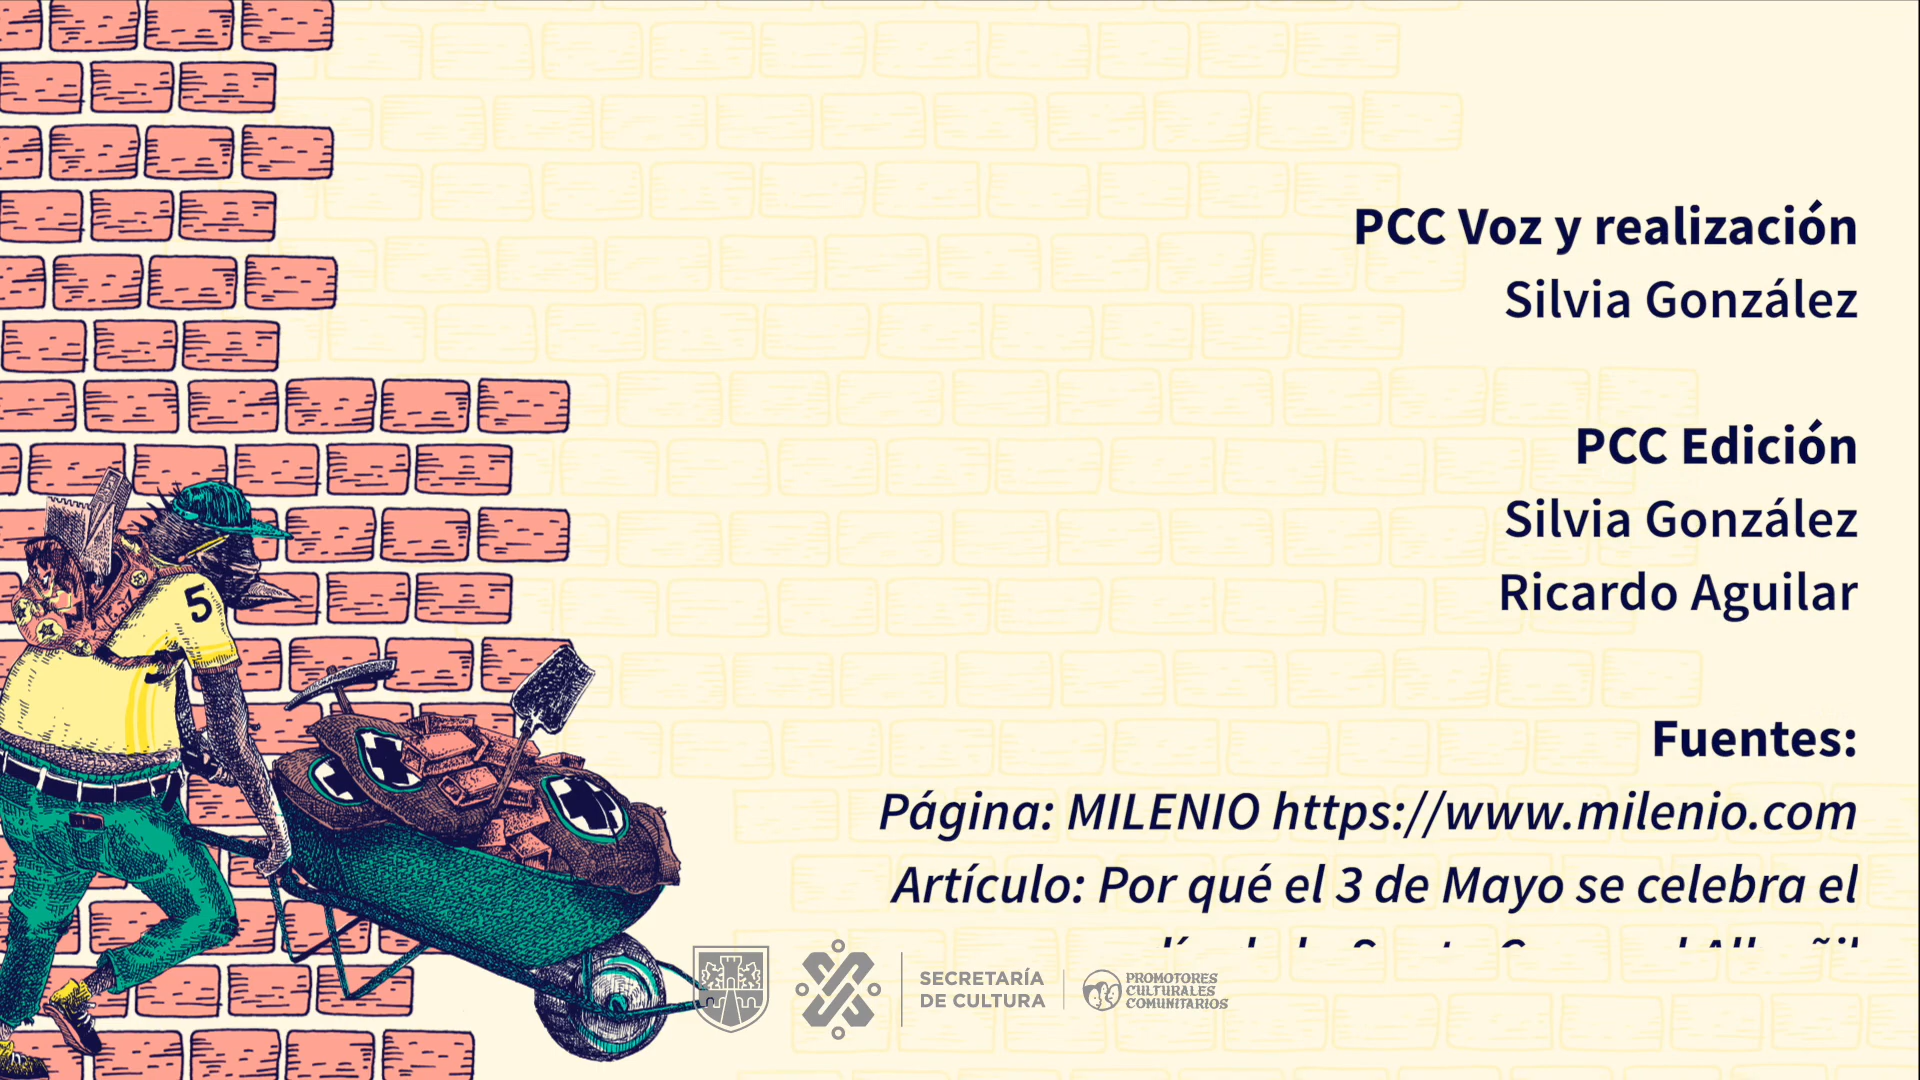 PCC Voz y realización
Silvia González
PCC Edición
Silvia González
Ricardo Aguilar
Fuentes:
Página: MILENIO https://www.milenio.com
Artículo: Por qué el 3 de Mayo se celebra el
5
SECRETARÍA
DE CULTURA
PROMOTORES
CULTURALES
COMUNITARIOS